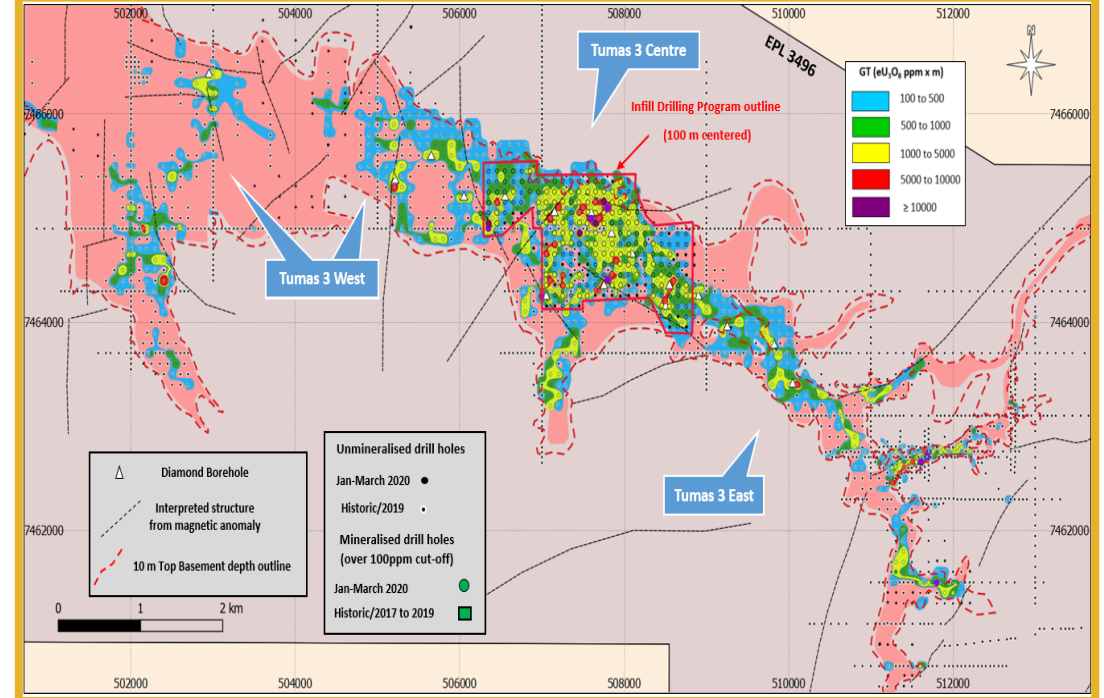 502000 504000 506000 508000 510000 512000
Tumas 3 Centre
EPL 3496
N
GT (eU₃O₈ ppm x m)
100 to 500
500 to 1000
1000 to 5000
5000 to 10000
≥ 10000
Infill Drilling Program outline
(100 m centered)
7466000 7466000
Tumas 3 West
7464000 7464000
Tumas 3 East
7462000 7462000
Diamond Borehole
Interpreted structure
from magnetic anomaly
10 m Top Basement depth outline
0 1 2 km
Unmineralised drill holes
Jan-March 2020
Historic/2019
Mineralised drill holes
(over 100ppm cut-off)
Jan-March 2020
Historic/2017 to 2019
502000 504000 506000 508000 510000 512000